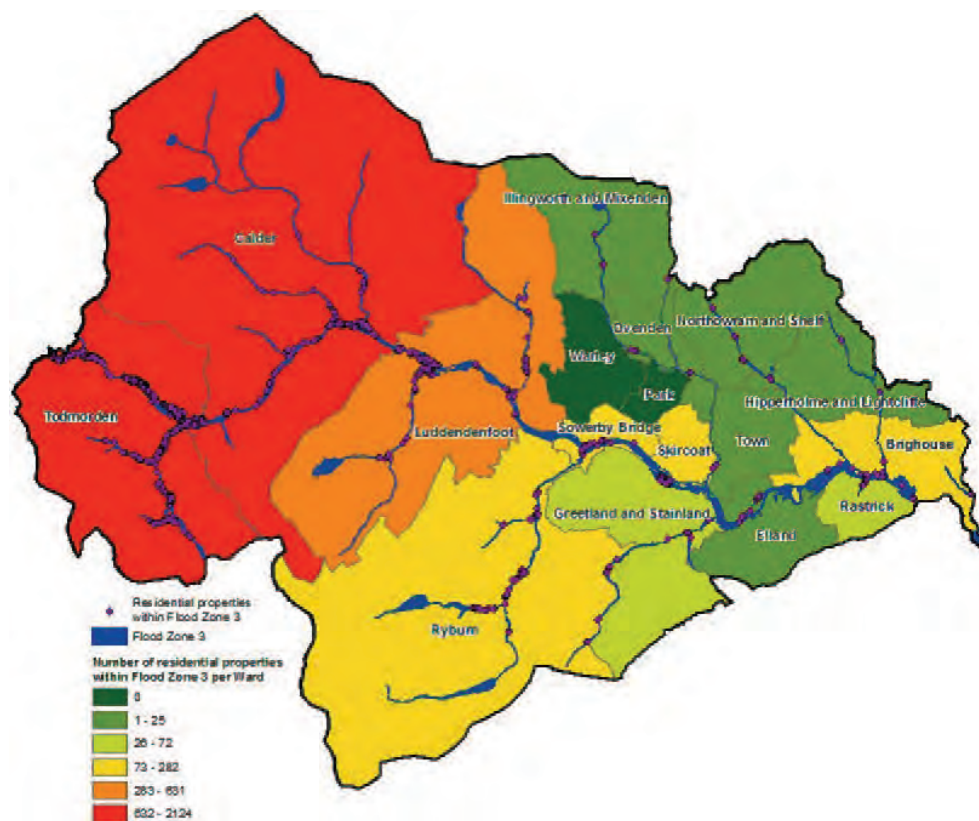 Illingworth and Mixenden
Calder
Ovenden
Northowram and Shelf
Warley
Park
Hipperholme and Lightcliffe
Todmorden
Luddendenfoot
Sowerby Bridge
Skircoat
Town
Brighouse
Greetland and Stainland
Rastrick
Elland
Ryburn
Residential properties
within Flood Zone 3
Flood Zone 3
Number of residential properties
within Flood Zone 3 per Ward
0
1 - 25
26 - 72
73 - 282
283 - 631
632 - 2124